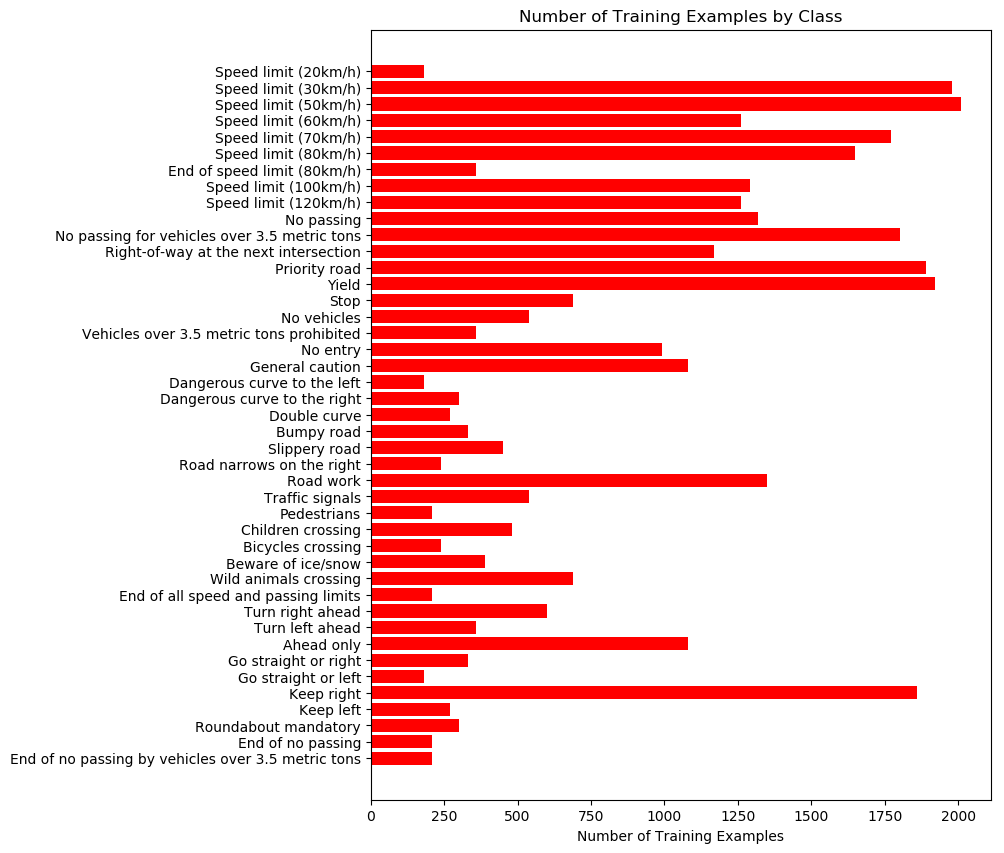 Number of Training Examples by Class
Speed limit (20km/h)
Speed limit (30km/h)
Speed limit (50km/h)
Speed limit (60km/h)
Speed limit (70km/h)
Speed limit (80km/h)
End of speed limit (80km/h)
Speed limit (100km/h)
Speed limit (120km/h)
No passing
No passing for vehicles over 3.5 metric tons
Right-of-way at the next intersection
Priority road
Yield
Stop
No vehicles
Vehicles over 3.5 metric tons prohibited
No entry
General caution
Dangerous curve to the left
Dangerous curve to the right
Double curve
Bumpy road
Slippery road
Road narrows on the right
Road work
Traffic signals
Pedestrians
Children crossing
Bicycles crossing
Beware of ice/snow
Wild animals crossing
End of all speed and passing limits
Turn right ahead
Turn left ahead
Ahead only
Go straight or right
Go straight or left
Keep right
Keep left
Roundabout mandatory
End of no passing
End of no passing by vehicles over 3.5 metric tons
0 250 500 750 1000 1250 1500 1750 2000
Number of Training Examples